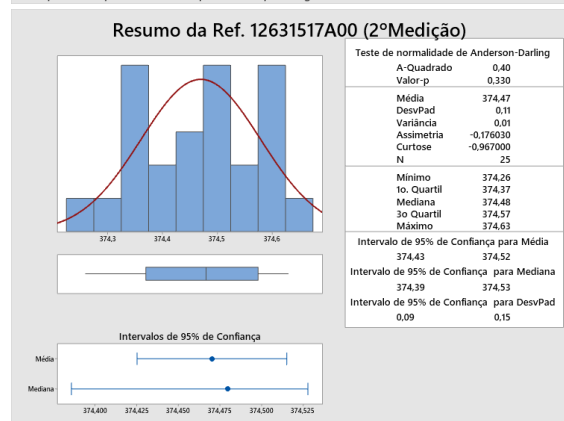 Resumo da Ref. 12631517A00 (2ºMedição)
374,3 374,4 374,5 374,6
Intervalos de 95% de Confiança
Média
Mediana
374,400 374,425 374,450 374,475 374,500 374,525
Teste de normalidade de Anderson-Darling
A-Quadrado 0,40
Valor-p 0,330
Média 374,47
DesvPad 0,11
Variância 0,01
Assimetria -0,176030
Curtose -0,967000
N 25
Mínimo 374,26
1o. Quartil 374,37
Mediana 374,48
3o Quartil 374,57
Máximo 374,63
Intervalo de 95% de Confiança para Média
374,43 374,52
Intervalo de 95% de Confiança para Mediana
374,39 374,53
Intervalo de 95% de Confiança para DesvPad
0,09 0,15